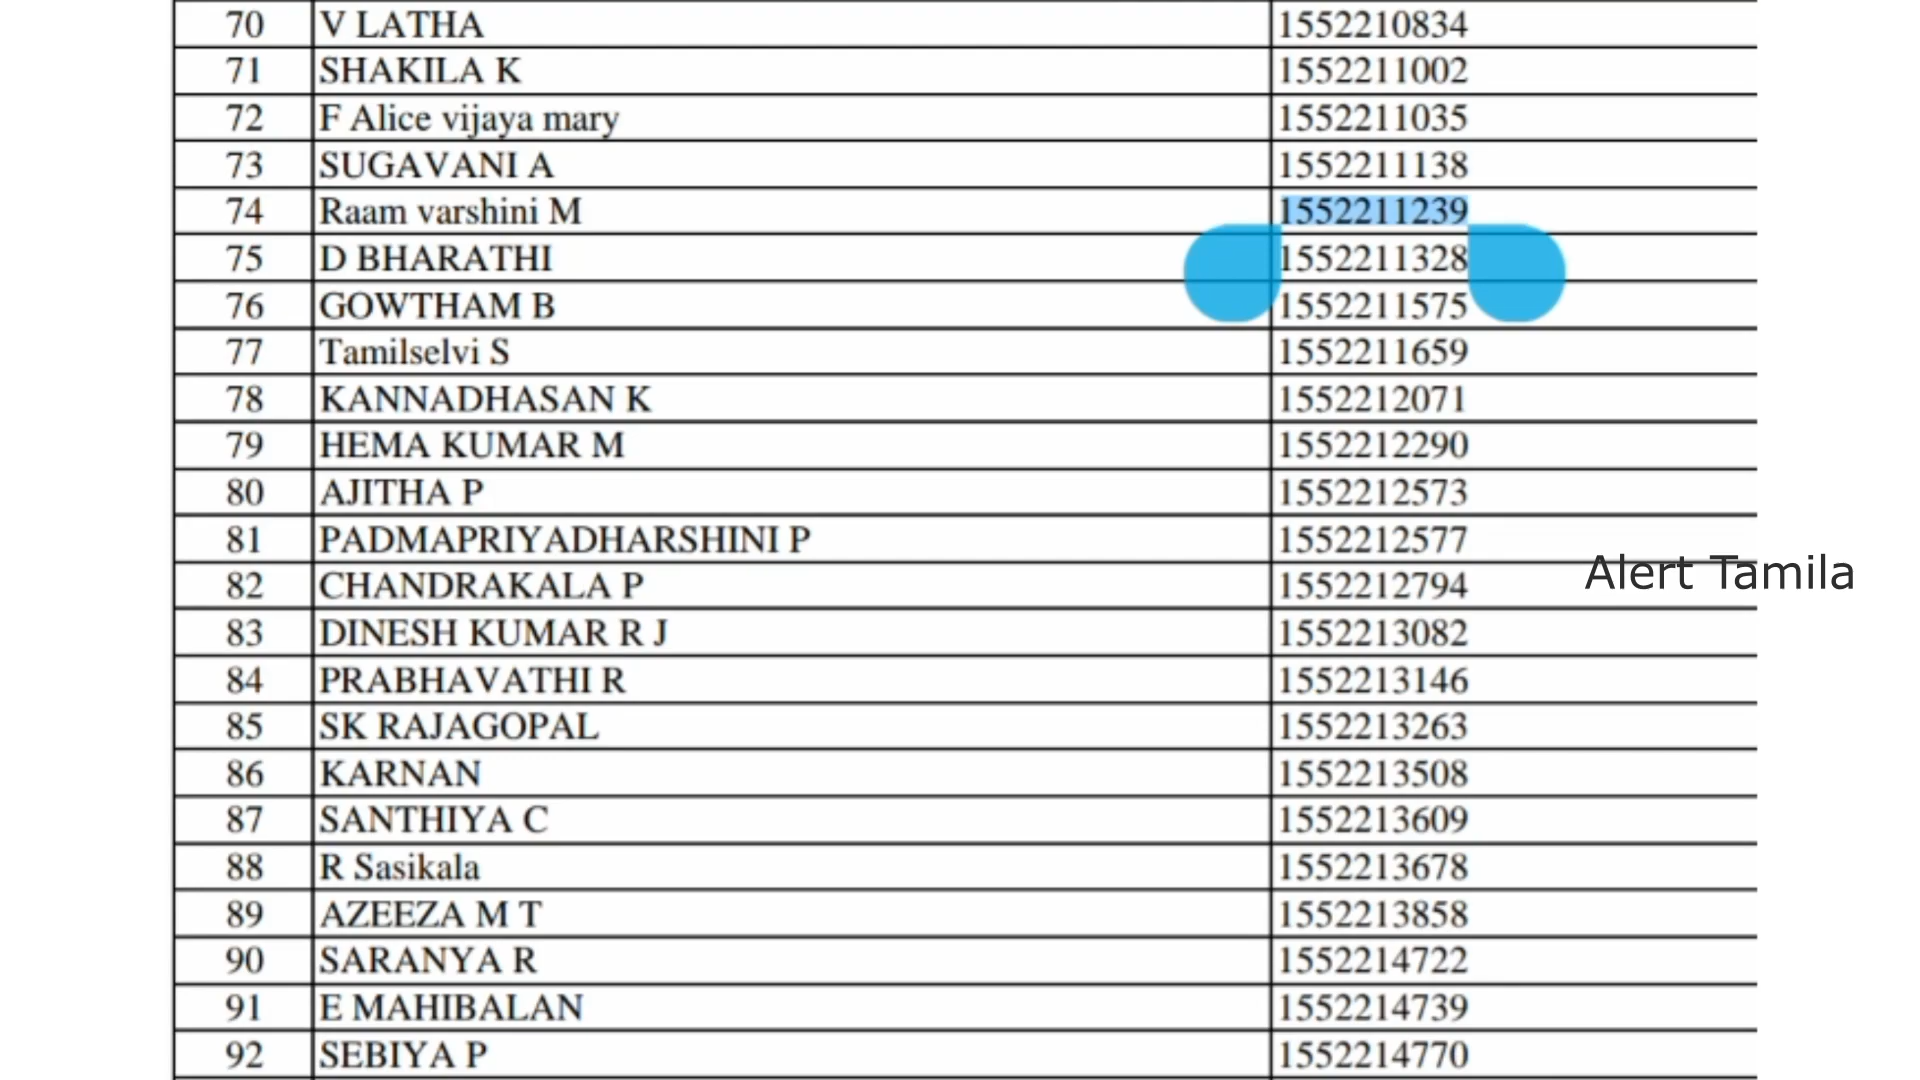 70 V LATHA 1552210834
71 SHAKILA K 1552211002
72 F Alice vijaya mary 1552211035
73 SUGAVANI A 1552211138
74 Raam varshini M 1552211239
75 D BHARATHI 1552211328
76 GOWTHAM B 1552211575
77 Tamilselvi S 1552211659
78 KANNADHASAN K 1552212071
79 HEMA KUMAR M 1552212290
80 AJITHA P 1552212573
81 PADMAPRIYADHARSHINI P 1552212577
Alert Tamila
82 CHANDRAKALA P 1552212794
83 DINESH KUMAR R J 1552213082
84 PRABHAVATHI R 1552213146
85 SK RAJAGOPAL 1552213263
86 KARNAN 1552213508
87 SANTHIYA C 1552213609
88 R Sasikala 1552213678
89 AZEEZA M T 1552213858
90 SARANYA R 1552214722
91 E MAHIBALAN 1552214739
92 SEBIYA P 1552214770